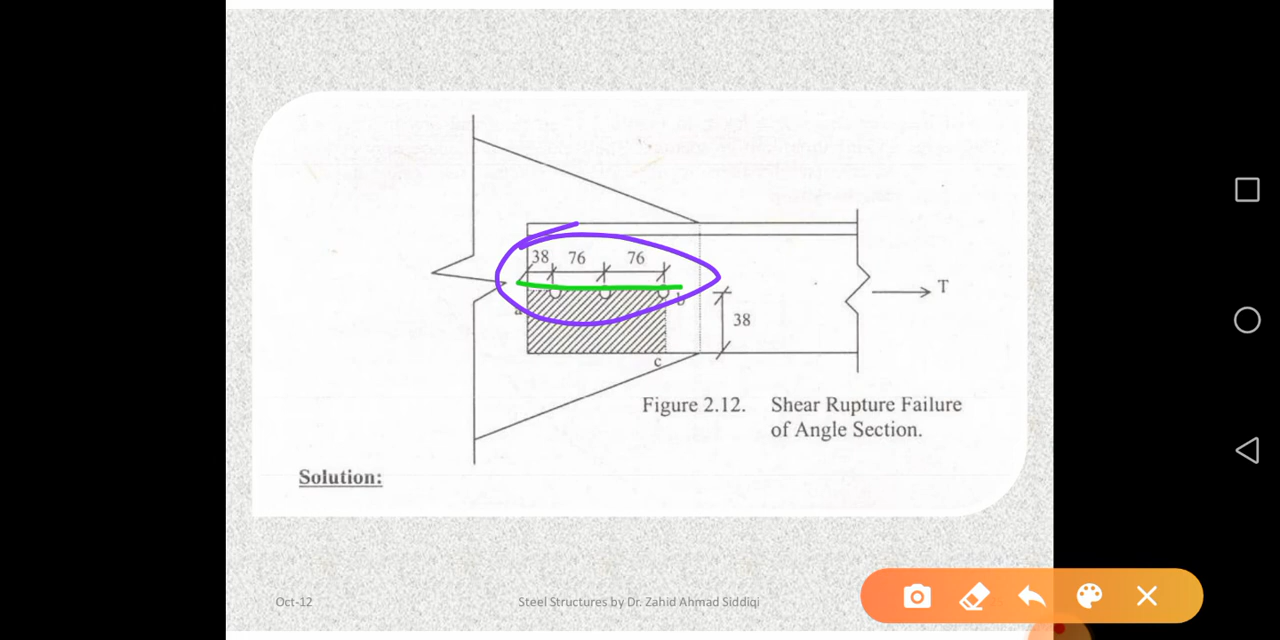 38 76 76
a
b
T
38
c
Figure 2.12. Shear Rupture Failure
of Angle Section.
Solution:
Oct-12
Steel Structures by Dr. Zahid Ahmad Siddiqi